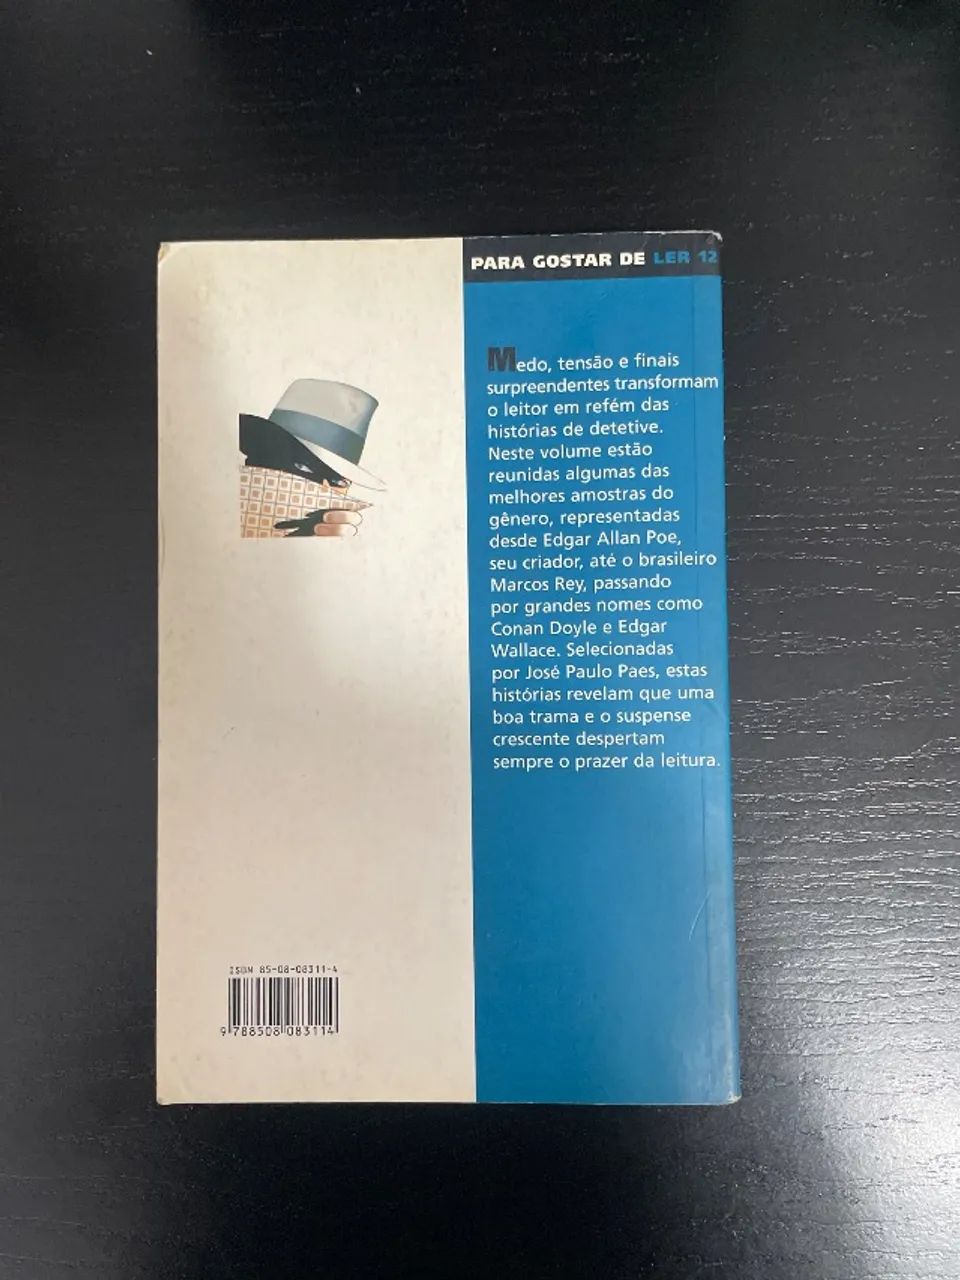 PARA GOSTAR DE LER 12
Medo, tensão e finais
surpreendentes transformam
o leitor em refém das
histórias de detetive.
Neste volume estão
reunidas algumas das
melhores amostras do
gênero, representadas
desde Edgar Allan Poe,
seu criador, até o brasileiro
Marcos Rey, passando
por grandes nomes como
Conan Doyle e Edgar
Wallace. Selecionadas
por José Paulo Paes, estas
histórias revelam que uma
boa trama e o suspense
crescente despertam
sempre o prazer da leitura.
ISBN 85-08-08311-4
9 788508 083114